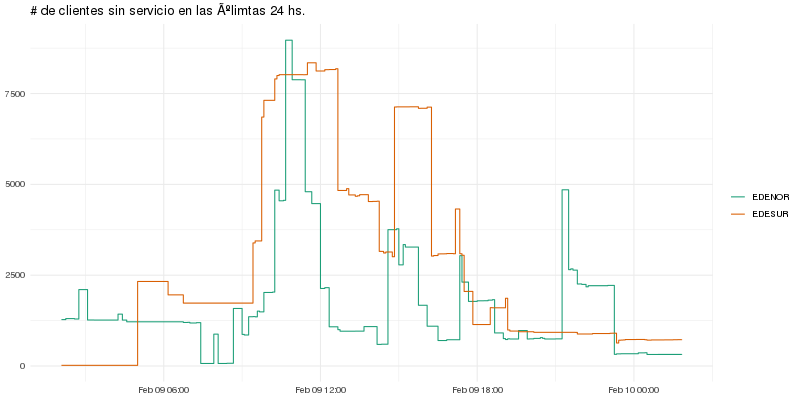 # de clientes sin servicio en las Ãºlimtas 24 hs.
7500
5000
2500
0
Feb 09 06:00
Feb 09 12:00
Feb 09 18:00
Feb 10 00:00
EDENOR
EDESUR